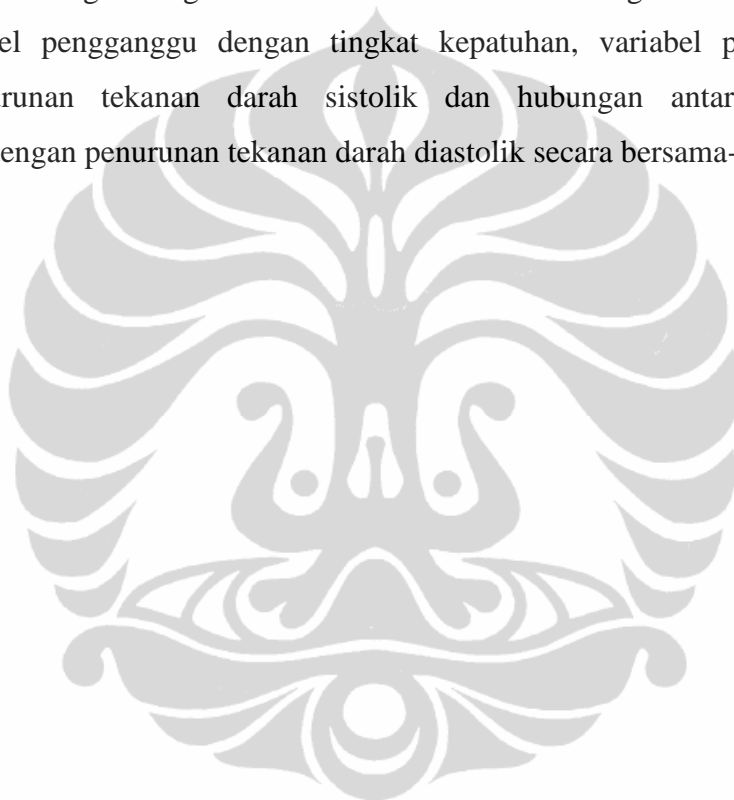 el pengganggu dengan tingkat kepatuhan, variabel p
urunan tekanan darah sistolik dan hubungan antar
engan penurunan tekanan darah diastolik secara bersama-